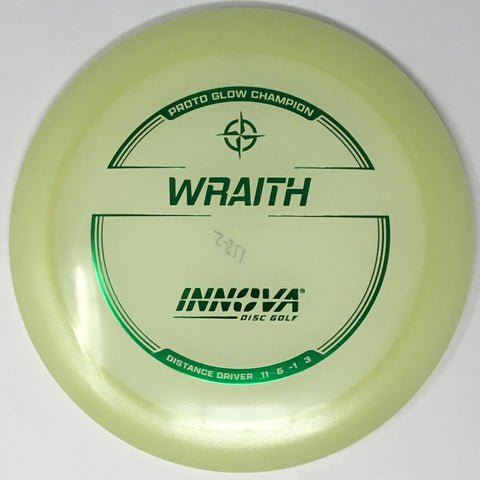 PROTO GLOW CHAMPION
WRAITH
INNOVA®
DISC GOLF
DISTANCE DRIVER 11 5 -1 3